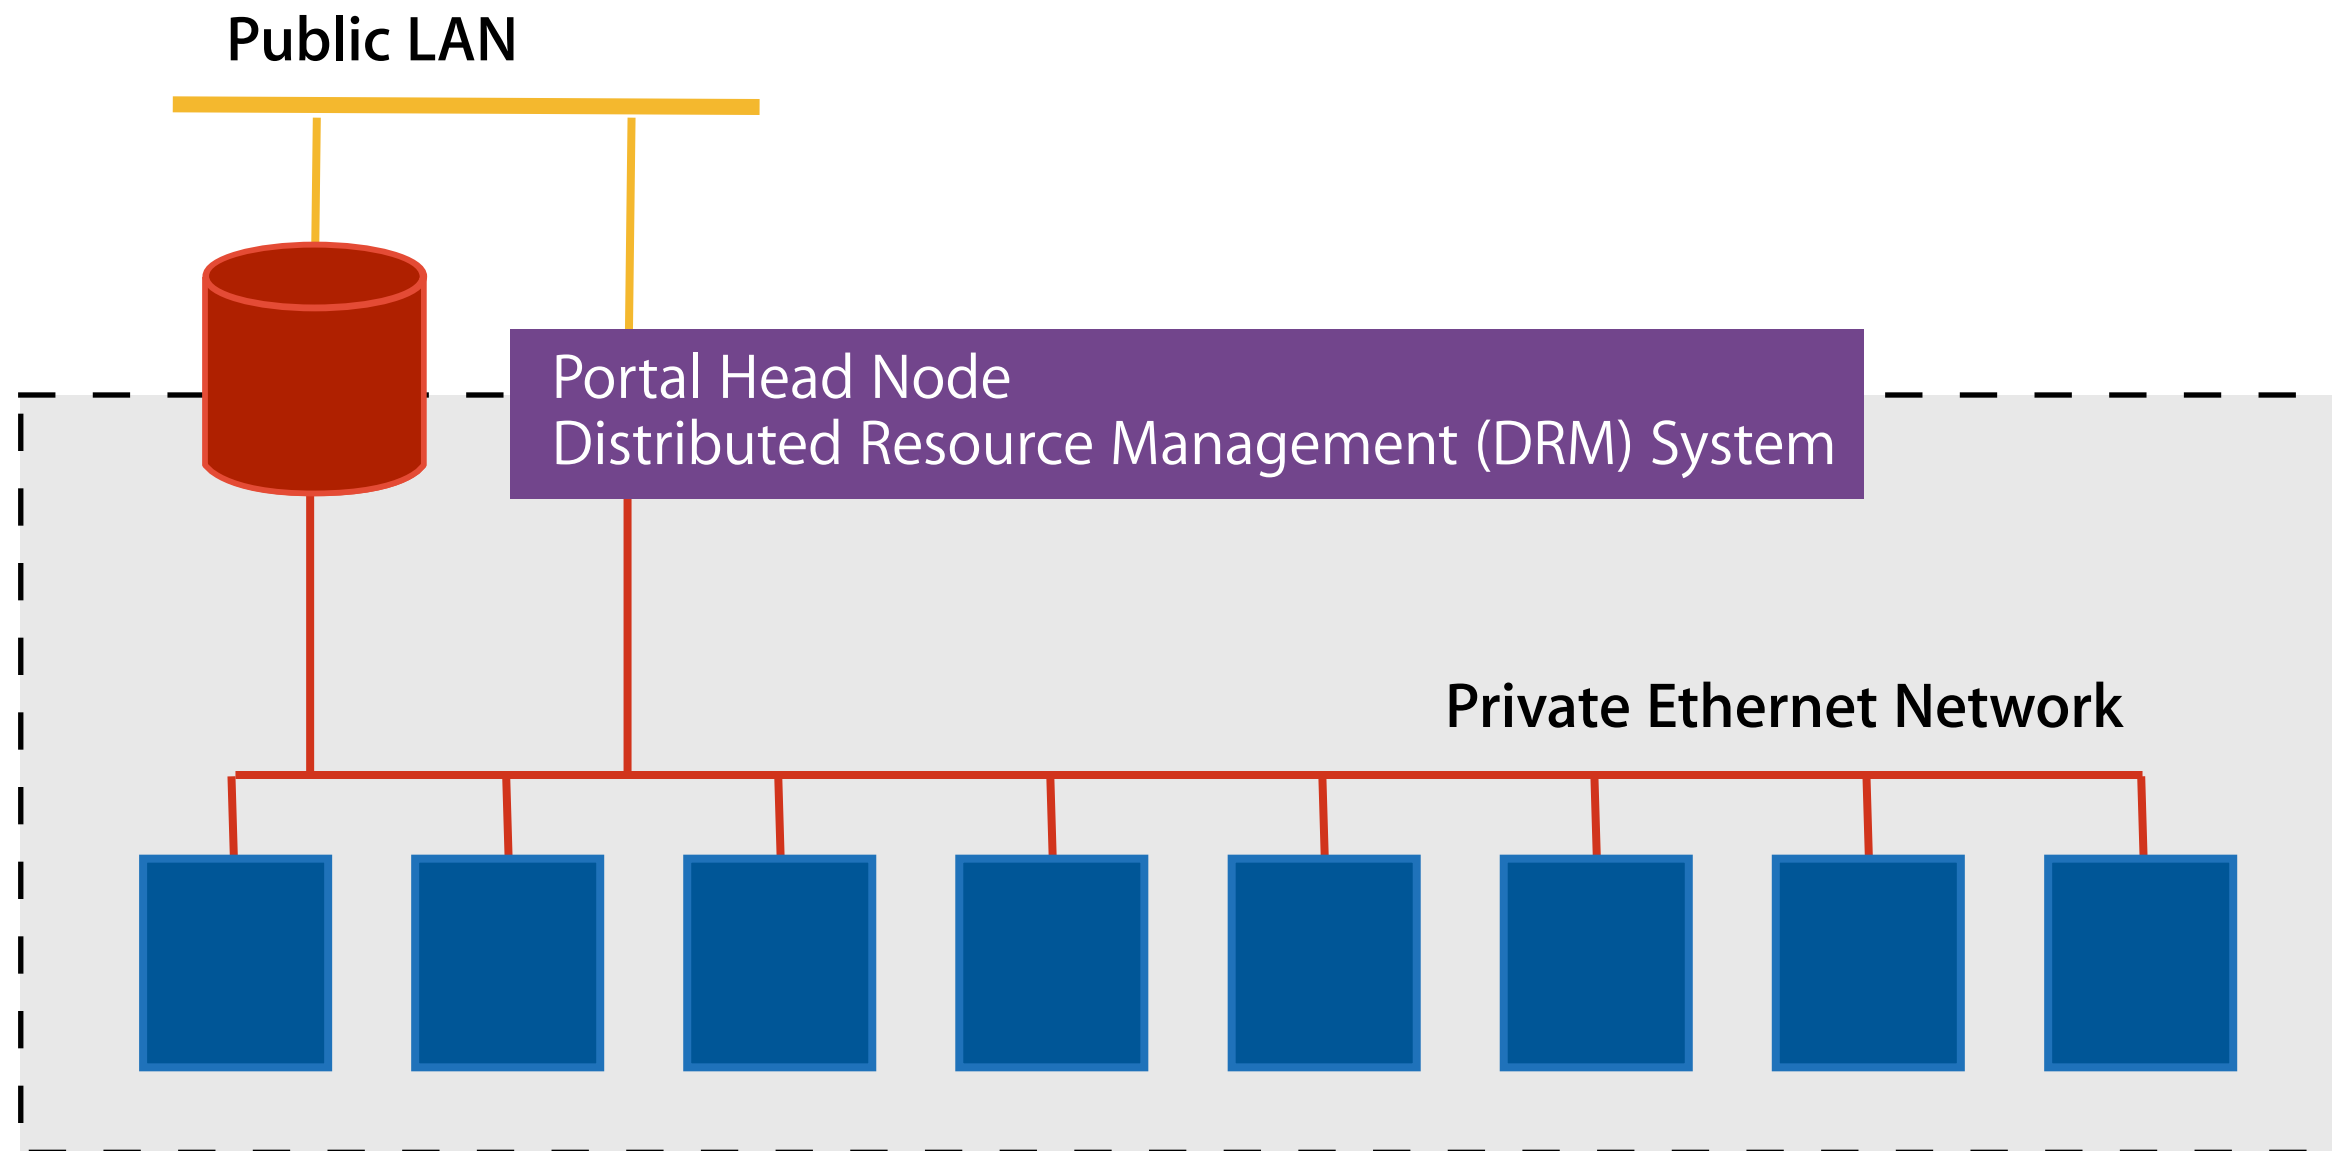 Public LAN
Portal Head Node
Distributed Resource Management (DRM) System
Private Ethernet Network